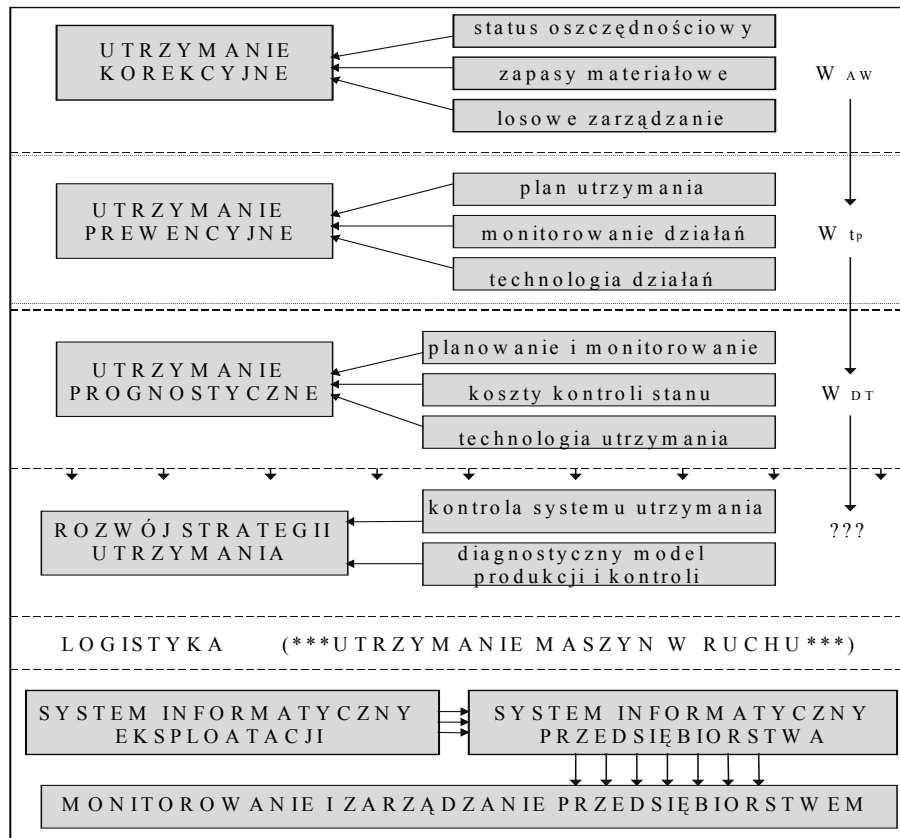 UTRZYMANIE
KOREKCYJNE
status oszczędnościowy
zapasy materiałowe
losowe zarządzanie
W AW
UTRZYMANIE
PREWENCYJNE
plan utrzymania
monitorowanie działań
technologia działań
W tp
UTRZYMANIE
PROGNOSTYCZNE
planowanie i monitorowanie
koszty kontroli stanu
technologia utrzymania
W DT
ROZWÓJ STRATEGII
UTRZYMANIA
kontrola systemu utrzymania
diagnostyczny model
produkcji i kontroli
???
LOGISTYKA (***UTRZYMANIE MASZYN W RUCHU***)
SYSTEM INFORMATYCZNY
EKSPLOATACJI
SYSTEM INFORMATYCZNY
PRZEDSIĘBIORSTWA
MONITOROWANIE I ZARZĄDZANIE PRZEDSIĘBIORSTWEM